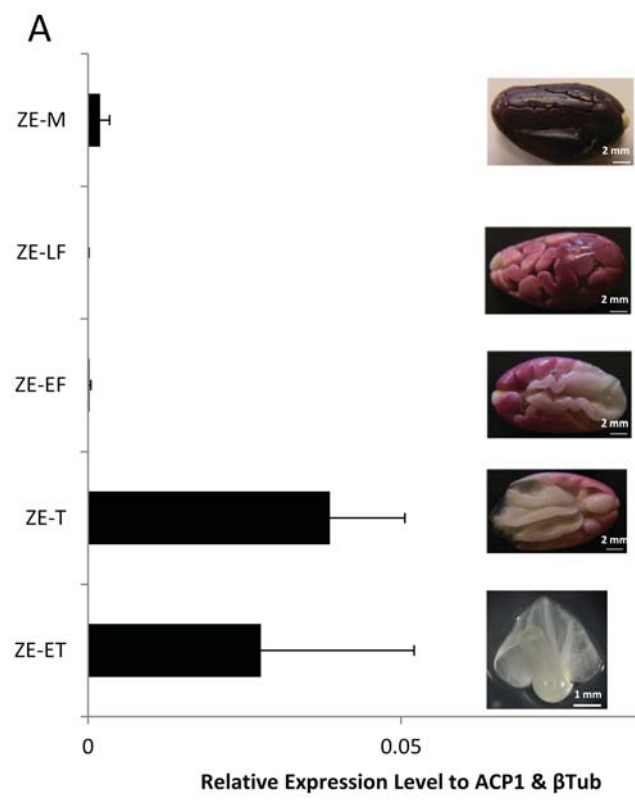 A
ZE-M
2 mm
ZE-LF
2 mm
ZE-EF
2 mm
ZE-T
2 mm
ZE-ET
1 mm
0 0.05
Relative Expression Level to ACP1 & βTub